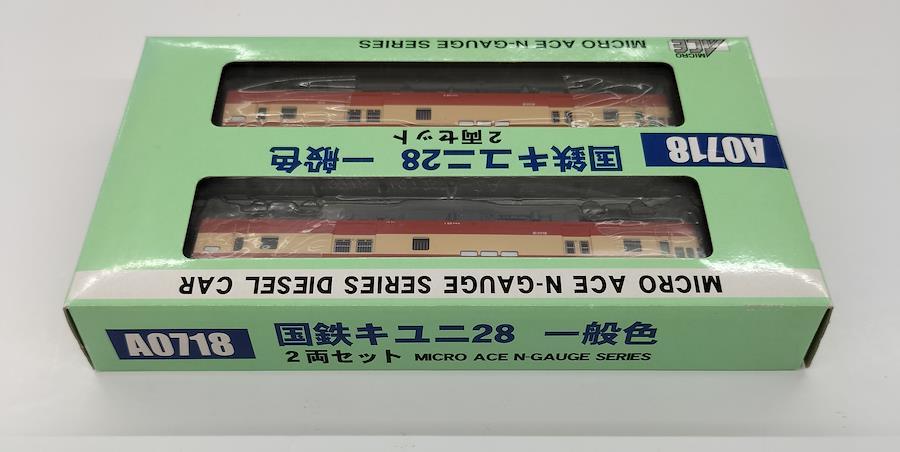 MICRO ACE N-GAUGE SERIES
MICRO ACE
A0718
国鉄キユニ28 一般色
2両セット
MICRO ACE N-GAUGE SERIES DIESEL CAR
A0718
国鉄キユニ28 一般色
2両セット MICRO ACE N-GAUGE SERIES